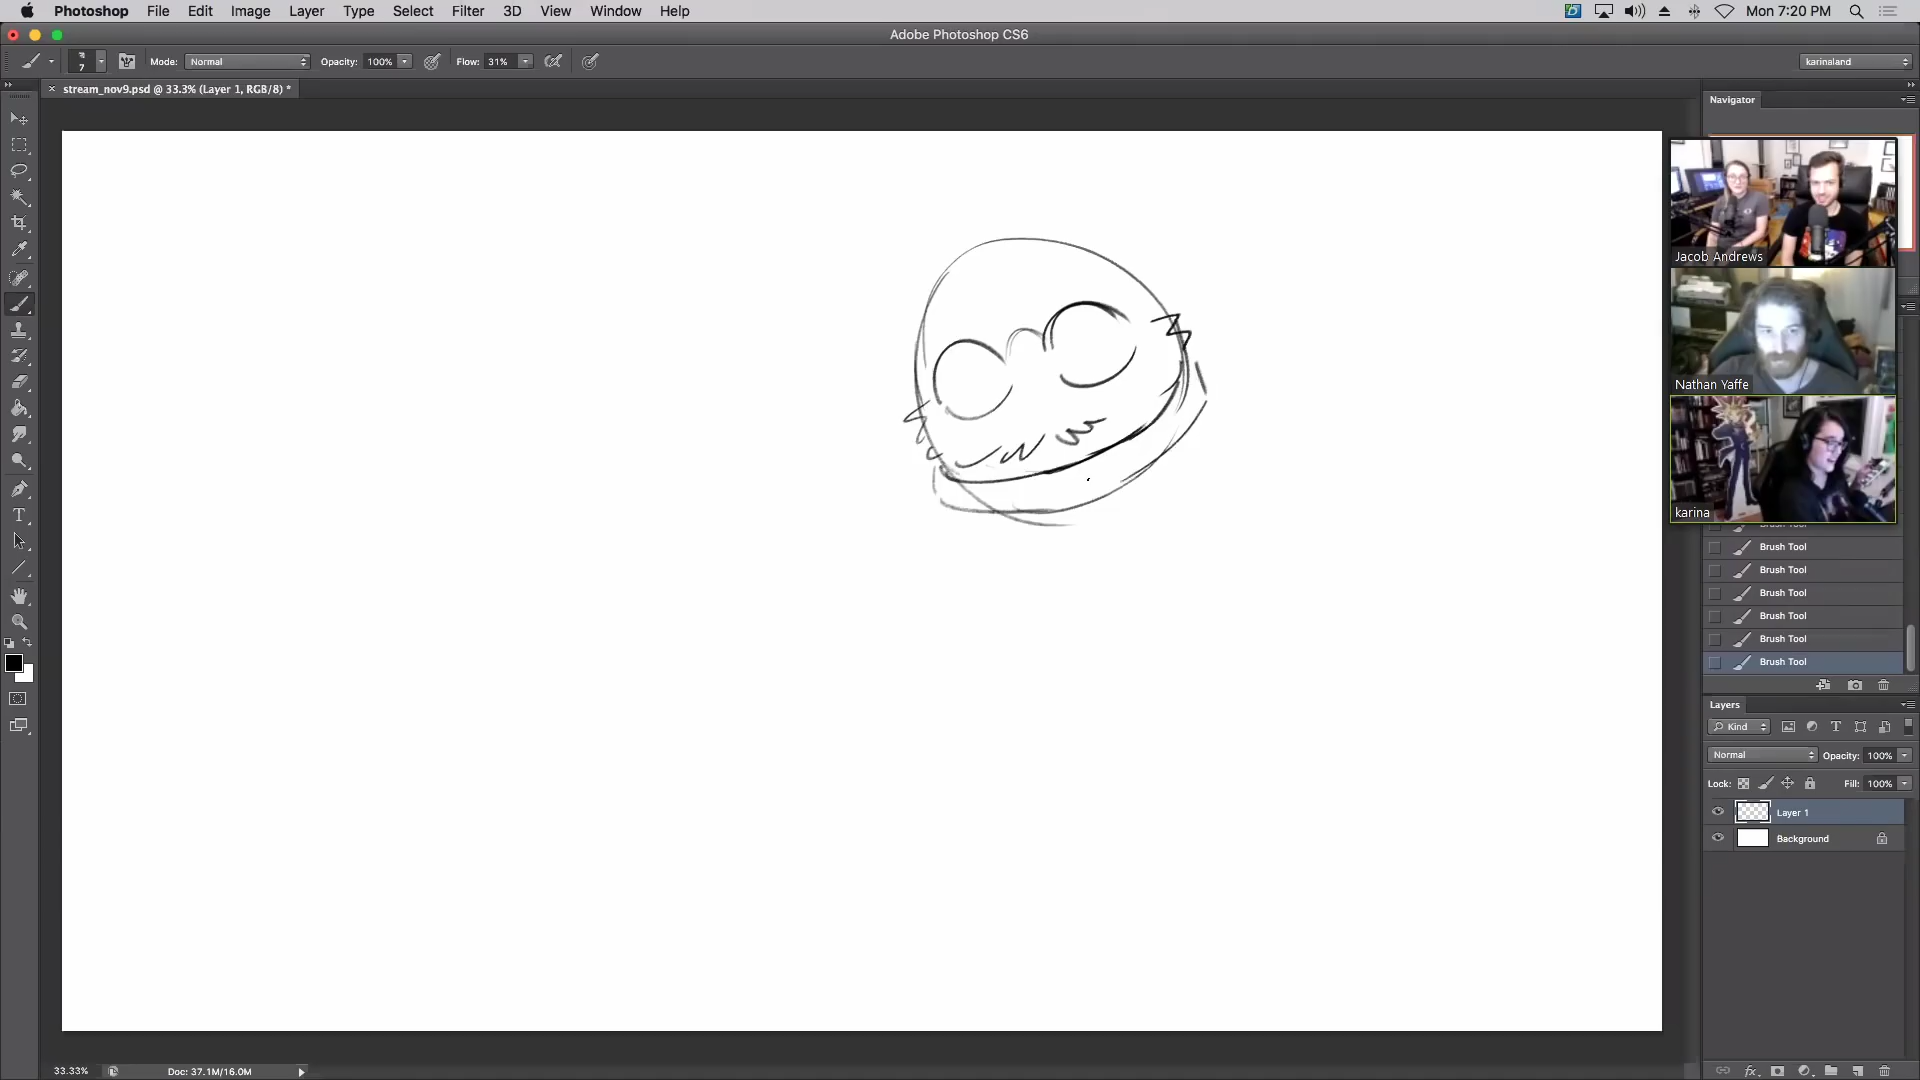 Photoshop File Edit Image Layer Type Select Filter 3D View Window Help Mon 7:20 PM
Adobe Photoshop CS6
7 Mode: Normal Opacity: 100% Flow: 31% karinaland
stream_nov9.psd @ 33.3% (Layer 1, RGB/8) *
Navigator
Jacob Andrews
Nathan Yaffe
karina
Brush Tool
Brush Tool
Brush Tool
Brush Tool
Brush Tool
Brush Tool
Brush Tool
Layers
Kind
Normal Opacity: 100%
Lock: Fill: 100%
Layer 1
Background
33.33% Doc: 37.1M/16.0M